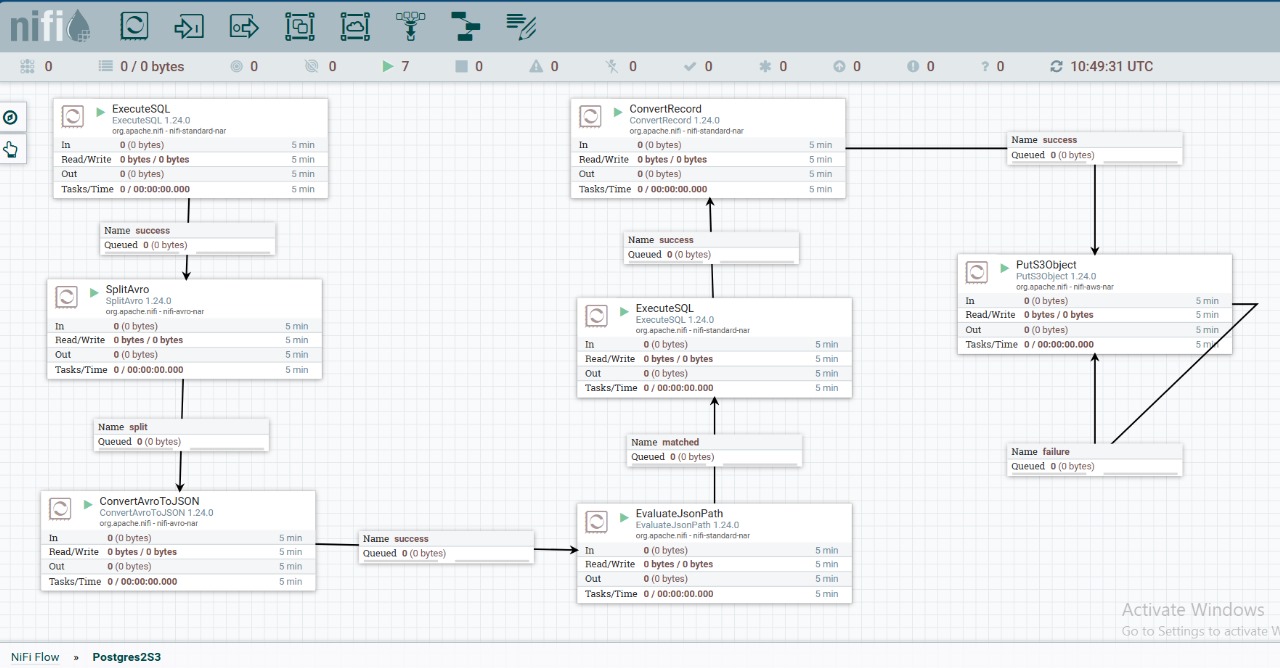 nifi
0 0 / 0 bytes 0 0 7 0 0 0 0 0 0 0 ? 0 10:49:31 UTC
ExecuteSQL
ExecuteSQL 1.24.0
org.apache.nifi - nifi-standard-nar
In 0 (0 bytes) 5 min
Read/Write 0 bytes / 0 bytes 5 min
Out 0 (0 bytes) 5 min
Tasks/Time 0 / 00:00:00.000 5 min
Name success
Queued 0 (0 bytes)
SplitAvro
SplitAvro 1.24.0
org.apache.nifi - nifi-avro-nar
In 0 (0 bytes) 5 min
Read/Write 0 bytes / 0 bytes 5 min
Out 0 (0 bytes) 5 min
Tasks/Time 0 / 00:00:00.000 5 min
Name split
Queued 0 (0 bytes)
ConvertAvroToJSON
ConvertAvroToJSON 1.24.0
org.apache.nifi - nifi-avro-nar
In 0 (0 bytes) 5 min
Read/Write 0 bytes / 0 bytes 5 min
Out 0 (0 bytes) 5 min
Tasks/Time 0 / 00:00:00.000 5 min
Name success
Queued 0 (0 bytes)
EvaluateJsonPath
EvaluateJsonPath 1.24.0
org.apache.nifi - nifi-standard-nar
In 0 (0 bytes) 5 min
Read/Write 0 bytes / 0 bytes 5 min
Out 0 (0 bytes) 5 min
Tasks/Time 0 / 00:00:00.000 5 min
Name matched
Queued 0 (0 bytes)
ExecuteSQL
ExecuteSQL 1.24.0
org.apache.nifi - nifi-standard-nar
In 0 (0 bytes) 5 min
Read/Write 0 bytes / 0 bytes 5 min
Out 0 (0 bytes) 5 min
Tasks/Time 0 / 00:00:00.000 5 min
Name success
Queued 0 (0 bytes)
ConvertRecord
ConvertRecord 1.24.0
org.apache.nifi - nifi-standard-nar
In 0 (0 bytes) 5 min
Read/Write 0 bytes / 0 bytes 5 min
Out 0 (0 bytes) 5 min
Tasks/Time 0 / 00:00:00.000 5 min
Name success
Queued 0 (0 bytes)
PutS3Object
PutS3Object 1.24.0
org.apache.nifi - nifi-aws-nar
In 0 (0 bytes) 5 min
Read/Write 0 bytes / 0 bytes 5 min
Out 0 (0 bytes) 5 min
Tasks/Time 0 / 00:00:00.000 5 min
Name failure
Queued 0 (0 bytes)
Activate Windows
Go to Settings to activate W
NiFi Flow » Postgres2S3